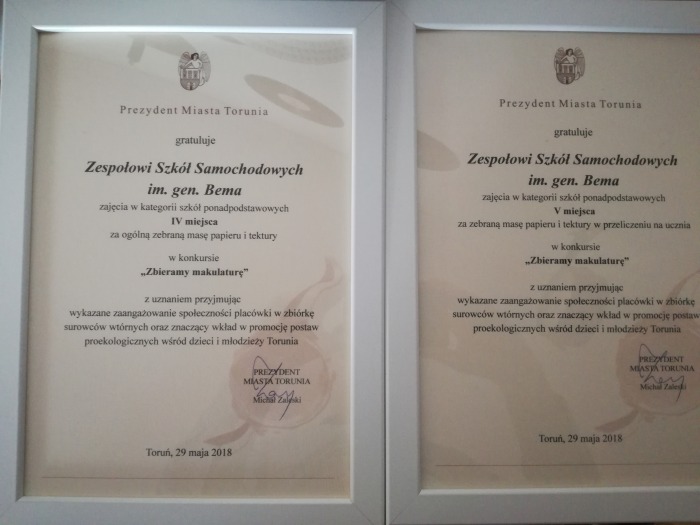 Prezydent Miasta Torunia
gratuluje
Zespołowi Szkół Samochodowych
im. gen. Bema
zajęcia w kategorii szkół ponadpodstawowych
IV miejsca
za ogólną zebraną masę papieru i tektury
w konkursie
„Zbieramy makulaturę”
z uznaniem przyjmując
wykazane zaangażowanie społeczności placówki w zbiórkę
surowców wtórnych oraz znaczący wkład w promocję postaw
proekologicznych wśród dzieci i młodzieży Torunia
PREZYDENT
MIASTA TORUNIA
Michał Zaleski
Toruń, 29 maja 2018
Prezydent Miasta Torunia
gratuluje
Zespołowi Szkół Samochodowych
im. gen. Bema
zajęcia w kategorii szkół ponadpodstawowych
V miejsca
za zebraną masę papieru i tektury w przeliczeniu na ucznia
w konkursie
„Zbieramy makulaturę”
z uznaniem przyjmując
wykazane zaangażowanie społeczności placówki w zbiórkę
surowców wtórnych oraz znaczący wkład w promocję postaw
proekologicznych wśród dzieci i młodzieży Torunia
PREZYDENT
MIASTA TORUNIA
Michał Zaleski
Toruń, 29 maja 2018